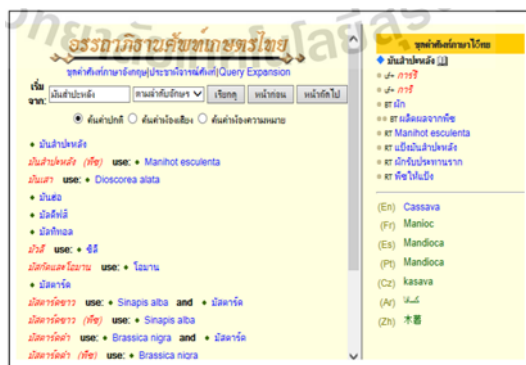 อรรถาภิธานศัพท์เกษตรไทย
ชุดคำศัพท์ภาษาอังกฤษ|ประชาพิจารณ์ศัพท์|Query Expansion
เริ่มจาก: มันสำปะหลัง ตามลำดับอักษร เรียกดู หน้าก่อน หน้าถัดไป
ค้นคำปกติ ค้นคำพ้องเสียง ค้นคำพ้องความหมาย
มันสำปะหลัง
มันสำปะหลัง (พืช) use: Manihot esculenta
มันเสา use: Dioscorea alata
มันฮ่อ
มัลดีฟส์
มัลทิทอล
มัวลี use: ชิลี
มัสกัตและโอมาน use: โอมาน
มัสตาร์ด
มัสตาร์ดขาว use: Sinapis alba and มัสตาร์ด
มัสตาร์ดขาว (พืช) use: Sinapis alba
มัสตาร์ดดำ use: Brassica nigra and มัสตาร์ด
มัสตาร์ดดำ (พืช) use: Brassica nigra
ชุดคำศัพท์ภาษาไทย
มันสำปะหลัง
UF การิรี
UF การี
BT ผัก
BT ผลิตผลจากพืช
RT Manihot esculenta
RT แป้งมันสำปะหลัง
RT ผักรับประทานราก
RT พืชให้แป้ง
(En) Cassava
(Fr) Manioc
(Es) Mandioca
(Pt) Mandioca
(Cz) kasava
(Ar)
(Zh) 木薯